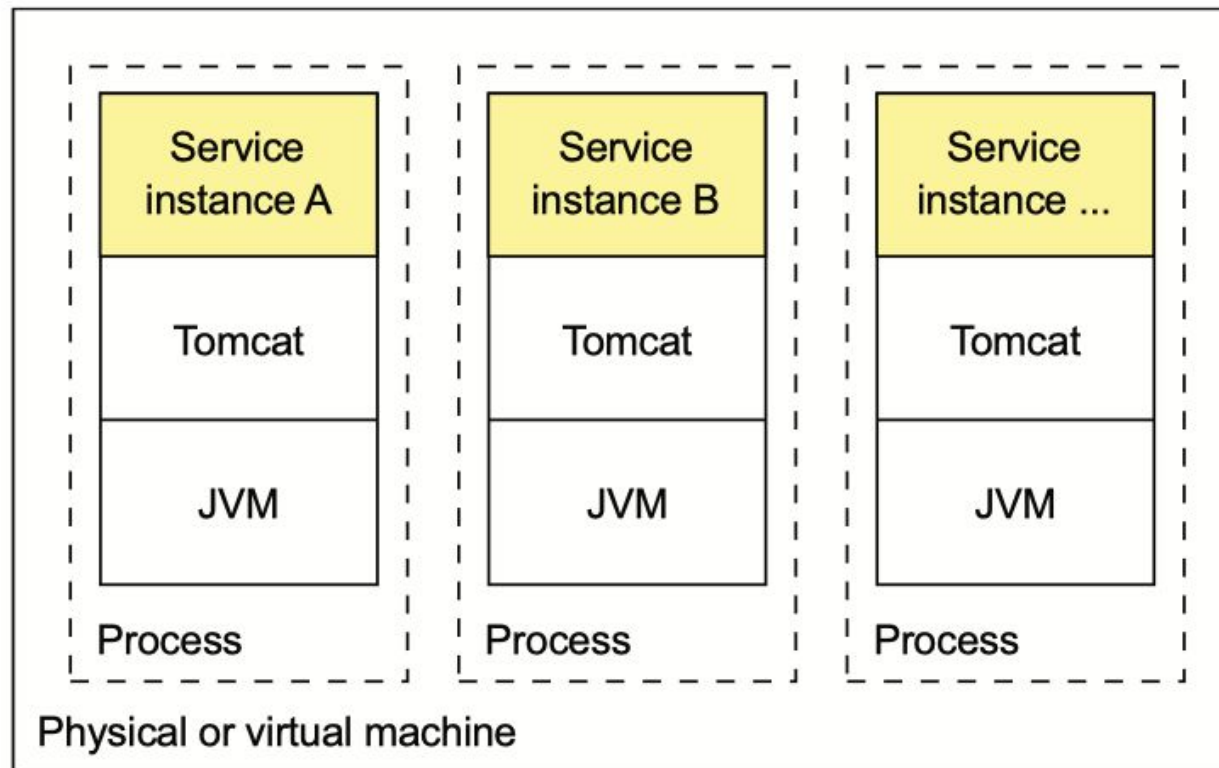 Service
instance A
Tomcat
JVM
Process
Service
instance B
Tomcat
JVM
Process
Service
instance ...
Tomcat
JVM
Process
Physical or virtual machine